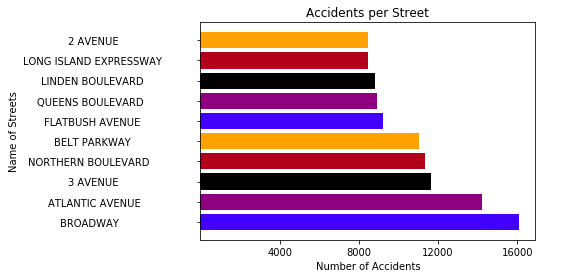 Accidents per Street
Name of Streets
2 AVENUE
LONG ISLAND EXPRESSWAY
LINDEN BOULEVARD
QUEENS BOULEVARD
FLATBUSH AVENUE
BELT PARKWAY
NORTHERN BOULEVARD
3 AVENUE
ATLANTIC AVENUE
BROADWAY
4000 8000 12000 16000
Number of Accidents